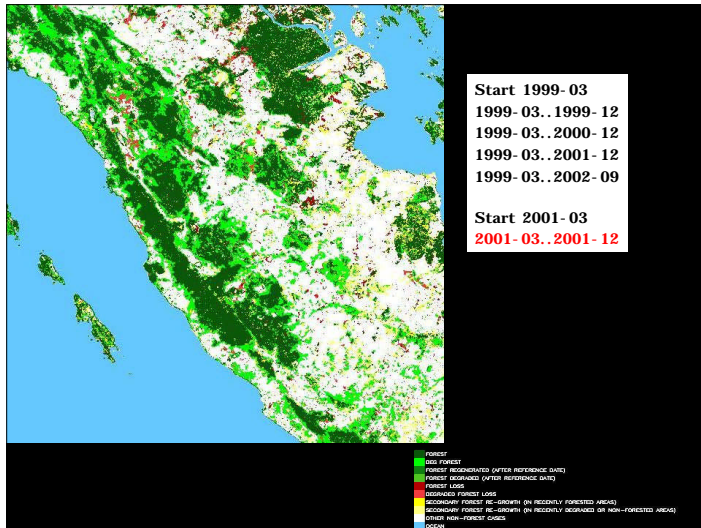 Start 1999-03
1999-03..1999-12
1999-03..2000-12
1999-03..2001-12
1999-03..2002-09
Start 2001-03
2001-03..2001-12
FOREST
DEG FOREST
FOREST REGENERATED (AFTER REFERENCE DATE)
FOREST DEGRADED (AFTER REFERENCE DATE)
FOREST LOSS
DEGRADED FOREST LOSS
SECONDARY FOREST RE-GROWTH (IN RECENTLY FORESTED AREAS)
SECONDARY FOREST RE-GROWTH (IN RECENTLY DEGRADED OR NON-FORESTED AREAS)
OTHER NON-FOREST CASES
OCEAN